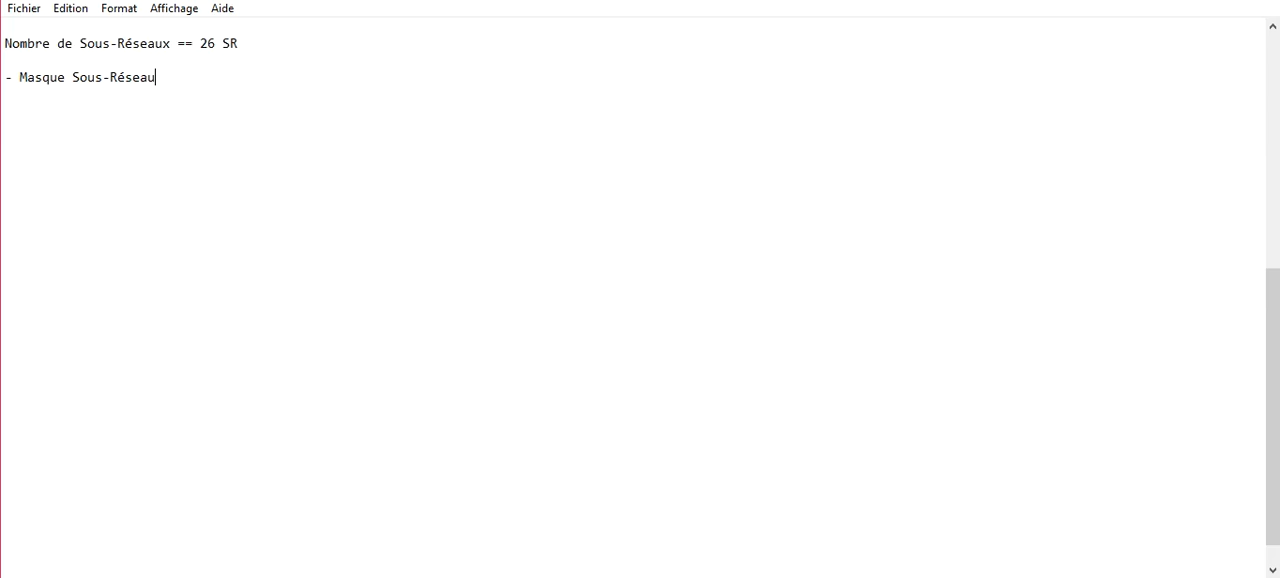 Fichier Edition Format Affichage Aide
Nombre de Sous-Réseaux == 26 SR
- Masque Sous-Réseau